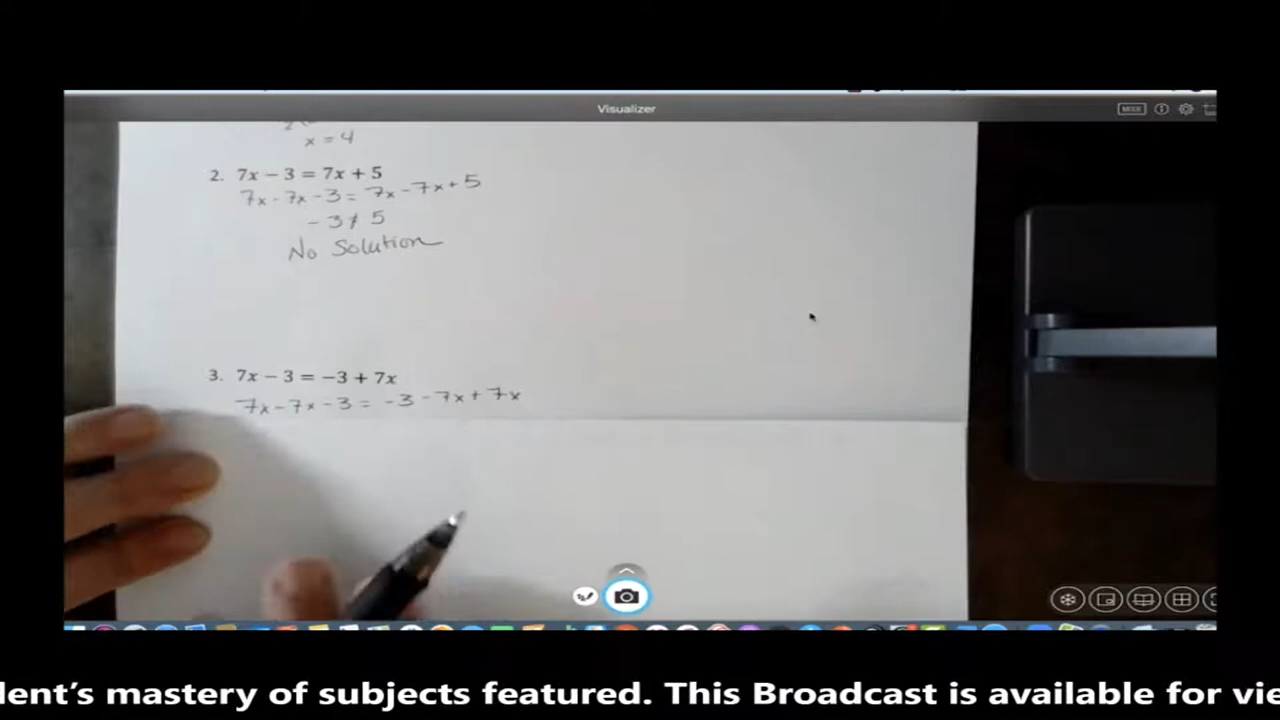 Visualizer
MODE
x = 4
2. 7x − 3 = 7x + 5
7x - 7x - 3 = 7x - 7x + 5
- 3 ≠ 5
No Solution
3. 7x − 3 = −3 + 7x
7x - 7x - 3 = -3 - 7x + 7x
dent’s mastery of subjects featured. This Broadcast is available for vie